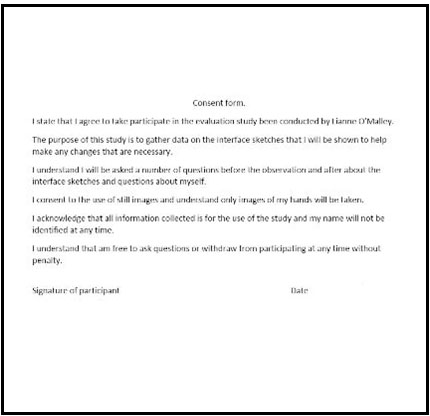 Consent form.
I state that I agree to take participate in the evaluation study been conducted by Lianne O'Malley.
The purpose of this study is to gather data on the interface sketches that I will be shown to help
make any changes that are necessary.
I understand I will be asked a number of questions before the observation and after about the
interface sketches and questions about myself.
I consent to the use of still images and understand only images of my hands will be taken.
I acknowledge that all information collected is for the use of the study and my name will not be
identified at any time.
I understand that am free to ask questions or withdraw from participating at any time without
penalty.
Signature of participant Date